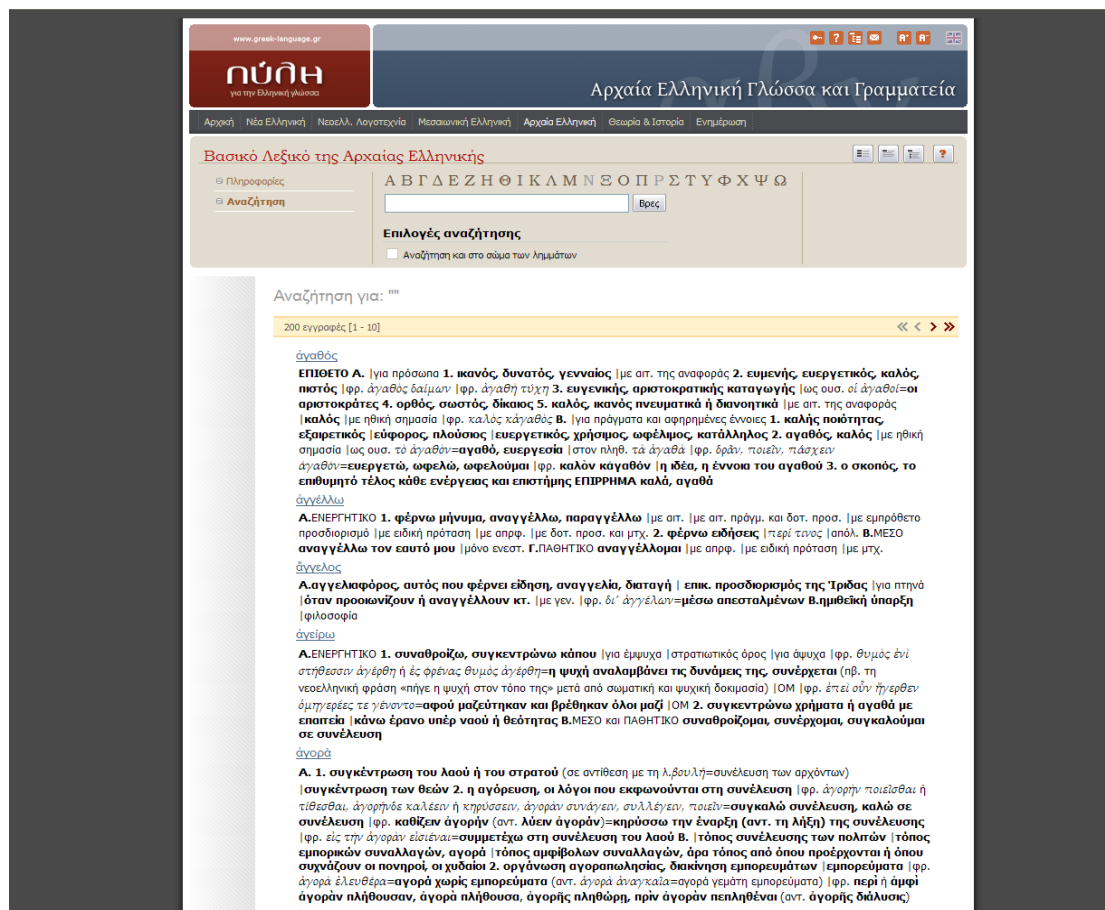 www.greek-language.gr
πύλη
για την Ελληνική γλώσσα
Αρχαία Ελληνική Γλώσσα και Γραμματεία
Αρχική Νέα Ελληνική Νεοελλ. Λογοτεχνία Μεσαιωνική Ελληνική Αρχαία Ελληνική Θεωρία & Ιστορία Ενημέρωση
Βασικό Λεξικό της Αρχαίας Ελληνικής
Πληροφορίες
Αναζήτηση
Α Β Γ Δ Ε Ζ Η Θ Ι Κ Λ Μ Ν Ξ Ο Π Ρ Σ Τ Υ Φ Χ Ψ Ω
Βρες
Επιλογές αναζήτησης
Αναζήτηση και στο σώμα των λημμάτων
Αναζήτηση για: ""
200 εγγραφές [1 - 10]
ἀγαθός
ΕΠΙΘΕΤΟ Α. |για πρόσωπα 1. ικανός, δυνατός, γενναίος |με αιτ. της αναφοράς 2. ευμενής, ευεργετικός, καλός,
πιστός |φρ. ἀγαθὸς δαίμων |φρ. ἀγαθὴ τύχη 3. ευγενικής, αριστοκρατικής καταγωγής |ως ουσ. οἱ ἀγαθοί=οι
αριστοκράτες 4. ορθός, σωστός, δίκαιος 5. καλός, ικανός πνευματικά ή διανοητικά |με αιτ. της αναφοράς
|καλός |με ηθική σημασία |φρ. καλὸς κἀγαθὸς Β. |για πράγματα και αφηρημένες έννοιες 1. καλής ποιότητας,
εξαιρετικός |εύφορος, πλούσιος |ευεργετικός, χρήσιμος, ωφέλιμος, κατάλληλος 2. αγαθός, καλός |με ηθική
σημασία |ως ουσ. τὸ ἀγαθὸν=αγαθό, ευεργεσία |στον πληθ. τὰ ἀγαθὰ |φρ. δρᾶν, ποιεῖν, πάσχειν
ἀγαθὸν=ευεργετώ, ωφελώ, ωφελούμαι |φρ. καλὸν κἀγαθὸν |η ιδέα, η έννοια του αγαθού 3. ο σκοπός, το
επιθυμητό τέλος κάθε ενέργειας και επιστήμης ΕΠΙΡΡΗΜΑ καλά, αγαθά
ἀγγέλλω
Α.ΕΝΕΡΓΗΤΙΚΟ 1. φέρνω μήνυμα, αναγγέλλω, παραγγέλλω |με αιτ. |με αιτ. πράγμ. και δοτ. προσ. |με εμπρόθετο
προσδιορισμό |με ειδική πρόταση |με απρφ. |με δοτ. προσ. και μτχ. 2. φέρνω ειδήσεις |περί τινος |απόλ. Β.ΜΕΣΟ
αναγγέλλω τον εαυτό μου |μόνο ενεστ. Γ.ΠΑΘΗΤΙΚΟ αναγγέλλομαι |με απρφ. |με ειδική πρόταση |με μτχ.
ἄγγελος
Α.αγγελιαφόρος, αυτός που φέρνει είδηση, αναγγελία, διαταγή | επικ. προσδιορισμός της Ίριδας |για πτηνά
|όταν προοιωνίζουν ή αναγγέλλουν κτ. |με γεν. |φρ. δι᾽ ἀγγέλων=μέσω απεσταλμένων Β.ημιθεϊκή ύπαρξη
|φιλοσοφία
ἀγείρω
Α.ΕΝΕΡΓΗΤΙΚΟ 1. συναθροίζω, συγκεντρώνω κάπου |για έμψυχα |στρατιωτικός όρος |για άψυχα |φρ. θυμὸς ἐνὶ
στήθεσσιν ἀγέρθη ή ἐς φρένας θυμὸς ἀγέρθη=η ψυχή αναλαμβάνει τις δυνάμεις της, συνέρχεται (πβ. τη
νεοελληνική φράση «πήγε η ψυχή στον τόπο της» μετά από σωματική και ψυχική δοκιμασία) |ΟΜ |φρ. ἐπεὶ οὖν ἤγερθεν
ὁμηγερέες τε γένοντο=αφού μαζεύτηκαν και βρέθηκαν όλοι μαζί |ΟΜ 2. συγκεντρώνω χρήματα ή αγαθά με
επαιτεία |κάνω έρανο υπέρ ναού ή θεότητας Β.ΜΕΣΟ και ΠΑΘΗΤΙΚΟ συναθροίζομαι, συνέρχομαι, συγκαλούμαι
σε συνέλευση
ἀγορὰ
Α. 1. συγκέντρωση του λαού ή του στρατού (σε αντίθεση με τη λ.βουλή=συνέλευση των αρχόντων)
|συγκέντρωση των θεών 2. η αγόρευση, οι λόγοι που εκφωνούνται στη συνέλευση |φρ. ἀγορὴν ποιεῖσθαι ή
τίθεσθαι, ἀγορήνδε καλέειν ή κηρύσσειν, ἀγορὰν συνάγειν, συλλέγειν, ποιεῖν=συγκαλώ συνέλευση, καλώ σε
συνέλευση |φρ. καθίζειν ἀγορήν (αντ. λύειν ἀγοράν)=κηρύσσω την έναρξη (αντ. τη λήξη) της συνέλευσης
|φρ. εἰς τὴν ἀγορὰν εἰσιέναι=συμμετέχω στη συνέλευση του λαού Β. |τόπος συνέλευσης των πολιτών |τόπος
εμπορικών συναλλαγών, αγορά |τόπος αμφίβολων συναλλαγών, άρα τόπος από όπου προέρχονται ή όπου
συχνάζουν οι πονηροί, οι χυδαίοι 2. οργάνωση αγοραπωλησίας, διακίνηση εμπορευμάτων |εμπορεύματα |φρ.
ἀγορὰ ἐλευθέρα=αγορά χωρίς εμπορεύματα (αντ. ἀγορὰ ἀναγκαῖα=αγορά γεμάτη εμπορεύματα) |φρ. περὶ ή ἀμφὶ
ἀγορὰν πλήθουσαν, ἀγορὰ πλήθουσα, ἀγορῆς πληθώρη, πρὶν ἀγορὰν πεπληθέναι (αντ. ἀγορῆς διάλυσις)